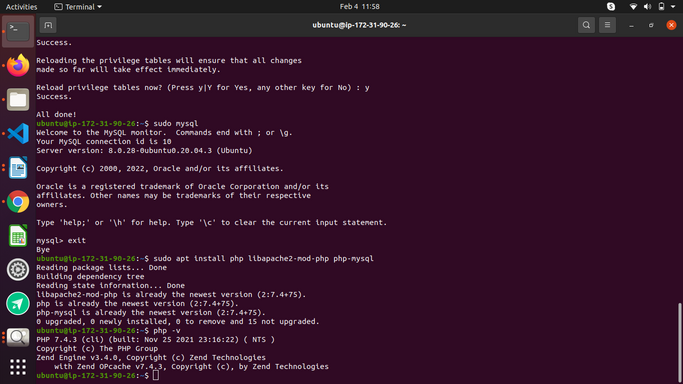 Activities
Terminal
Feb 4 11:58
ubuntu@ip-172-31-90-26: ~
Success.
Reloading the privilege tables will ensure that all changes
made so far will take effect immediately.
Reload privilege tables now? (Press y|Y for Yes, any other key for No) : y
Success.
All done!
ubuntu@ip-172-31-90-26:~$ sudo mysql
Welcome to the MySQL monitor.  Commands end with ; or \g.
Your MySQL connection id is 10
Server version: 8.0.28-0ubuntu0.20.04.3 (Ubuntu)
Copyright (c) 2000, 2022, Oracle and/or its affiliates.
Oracle is a registered trademark of Oracle Corporation and/or its
affiliates. Other names may be trademarks of their respective
owners.
Type 'help;' or '\h' for help. Type '\c' to clear the current input statement.
mysql> exit
Bye
ubuntu@ip-172-31-90-26:~$ sudo apt install php libapache2-mod-php php-mysql
Reading package lists... Done
Building dependency tree
Reading state information... Done
libapache2-mod-php is already the newest version (2:7.4+75).
php is already the newest version (2:7.4+75).
php-mysql is already the newest version (2:7.4+75).
0 upgraded, 0 newly installed, 0 to remove and 15 not upgraded.
ubuntu@ip-172-31-90-26:~$ php -v
PHP 7.4.3 (cli) (built: Nov 25 2021 23:16:22) ( NTS )
Copyright (c) The PHP Group
Zend Engine v3.4.0, Copyright (c) Zend Technologies
    with Zend OPcache v7.4.3, Copyright (c), by Zend Technologies
ubuntu@ip-172-31-90-26:~$